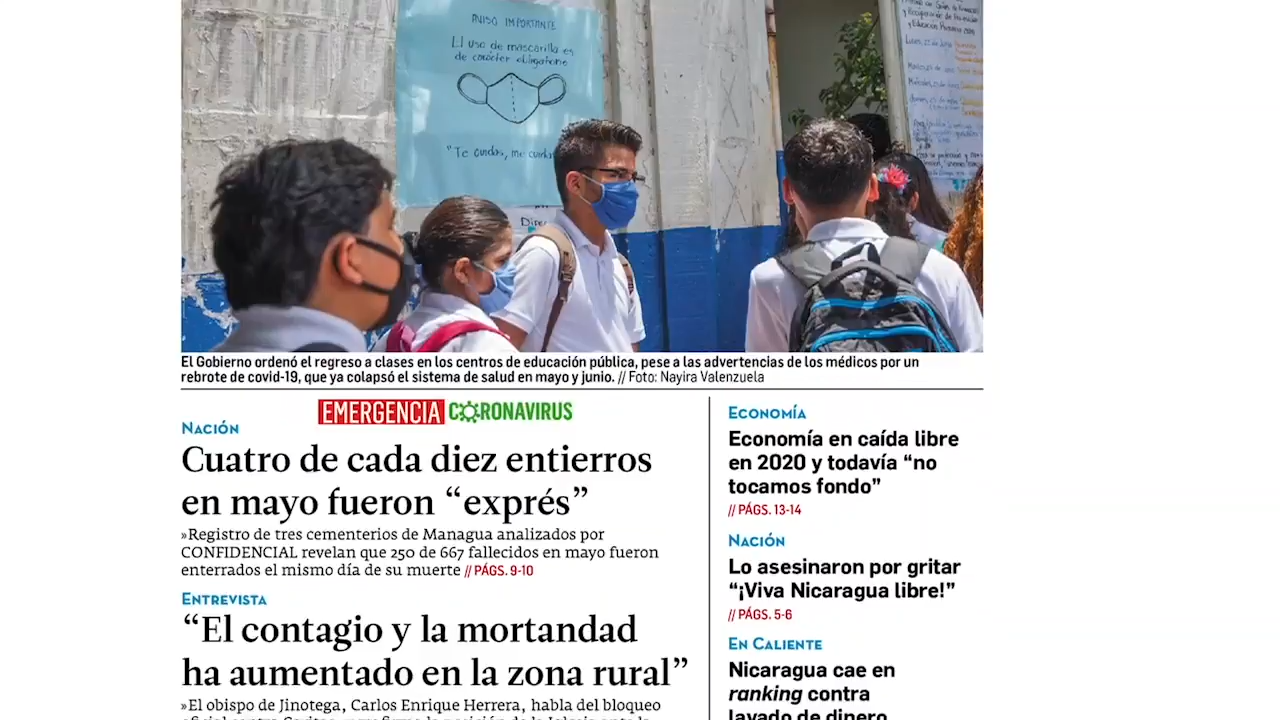 AVISO IMPORTANTE
El uso de mascarilla es
de carácter obligatorio
"Te cuidas, me cuidas
El Gobierno ordenó el regreso a clases en los centros de educación pública, pese a las advertencias de los médicos por un
rebrote de covid-19, que ya colapsó el sistema de salud en mayo y junio. // Foto: Nayira Valenzuela
EMERGENCIA CORONAVIRUS
NACIÓN
Cuatro de cada diez entierros
en mayo fueron “exprés”
»Registro de tres cementerios de Managua analizados por
CONFIDENCIAL revelan que 250 de 667 fallecidos en mayo fueron
enterrados el mismo día de su muerte // PÁGS. 9-10
ENTREVISTA
“El contagio y la mortandad
ha aumentado en la zona rural”
»El obispo de Jinotega, Carlos Enrique Herrera, habla del bloqueo
ECONOMÍA
Economía en caída libre
en 2020 y todavía “no
tocamos fondo”
// PÁGS. 13-14
NACIÓN
Lo asesinaron por gritar
“¡Viva Nicaragua libre!”
// PÁGS. 5-6
EN CALIENTE
Nicaragua cae en
ranking contra
lavado de dinero